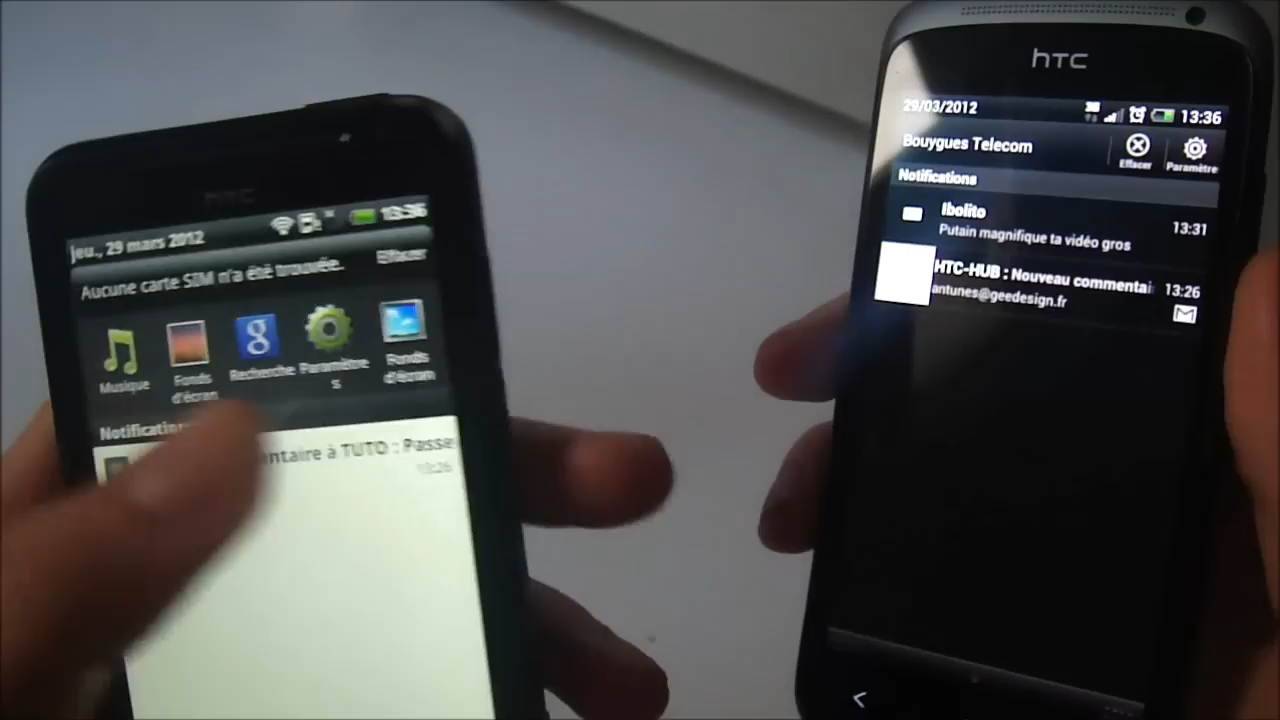 hTC
jeu., 29 mars 2012
13:36
Aucune carte SIM n'a été trouvée.
Effacer
Musique
Fonds
d'écran
Recherche
Paramètre
s
Fonds
d'écran
Notification
ntaire à TUTO : Passe
13:26
hTC
29/03/2012
3G
13:36
Bouygues Telecom
Effacer
Paramètre
Notifications
Ibolito
13:31
Putain magnifique ta vidéo gros
HTC-HUB : Nouveau commentai
13:26
antunes@geedesign.fr